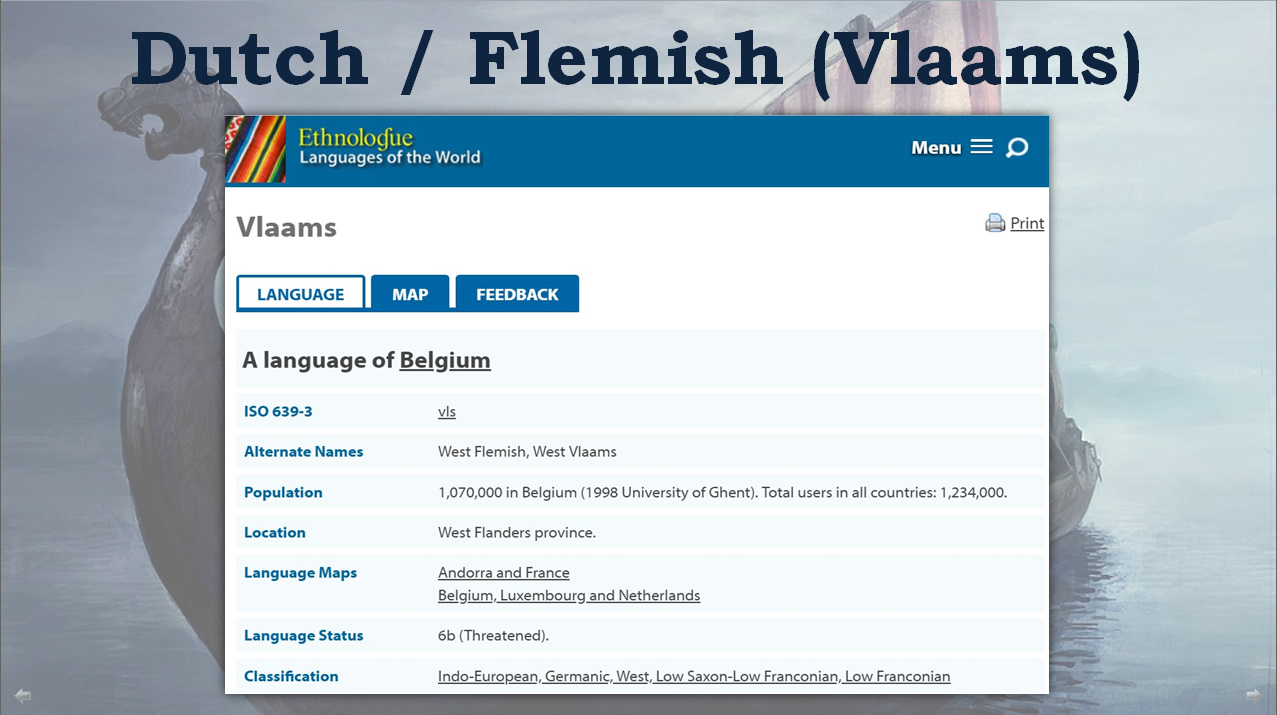 Dutch / Flemish (Vlaams)
Ethnologue
Languages of the World
Menu
Vlaams
Print
LANGUAGE MAP FEEDBACK
A language of Belgium
ISO 639-3 vls
Alternate Names West Flemish, West Vlaams
Population 1,070,000 in Belgium (1998 University of Ghent). Total users in all countries: 1,234,000.
Location West Flanders province.
Language Maps Andorra and France
Belgium, Luxembourg and Netherlands
Language Status 6b (Threatened).
Classification Indo-European, Germanic, West, Low Saxon-Low Franconian, Low Franconian